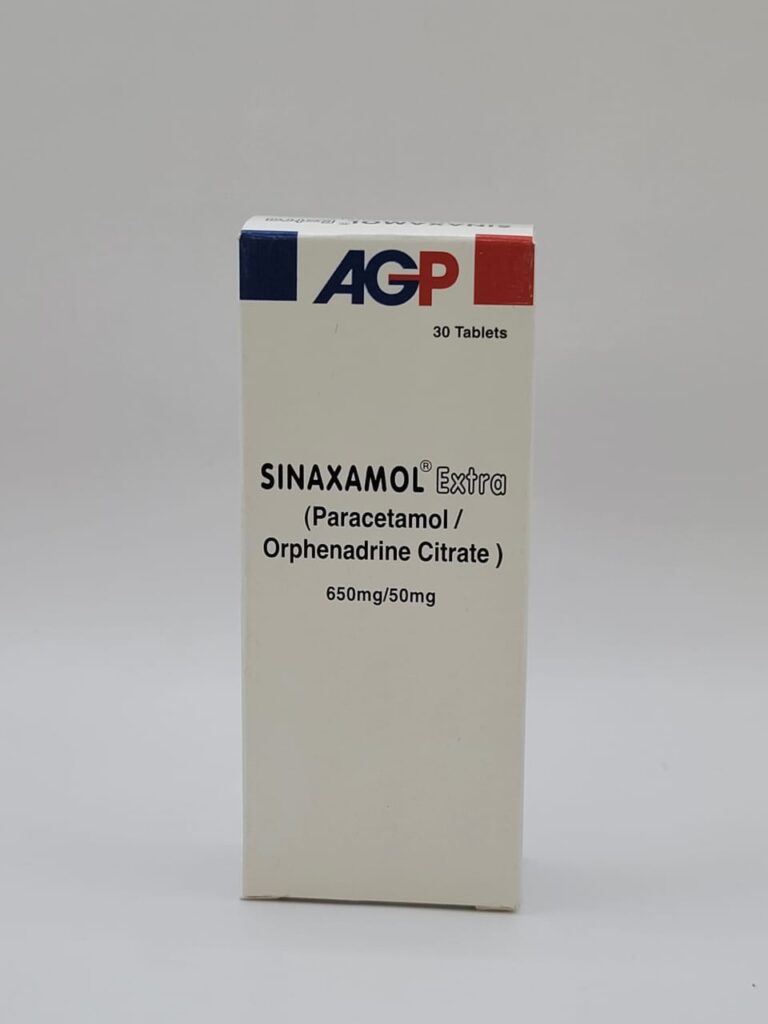 AGP
30 Tablets
SINAXAMOL® Extra
(Paracetamol /
Orphenadrine Citrate )
650mg/50mg